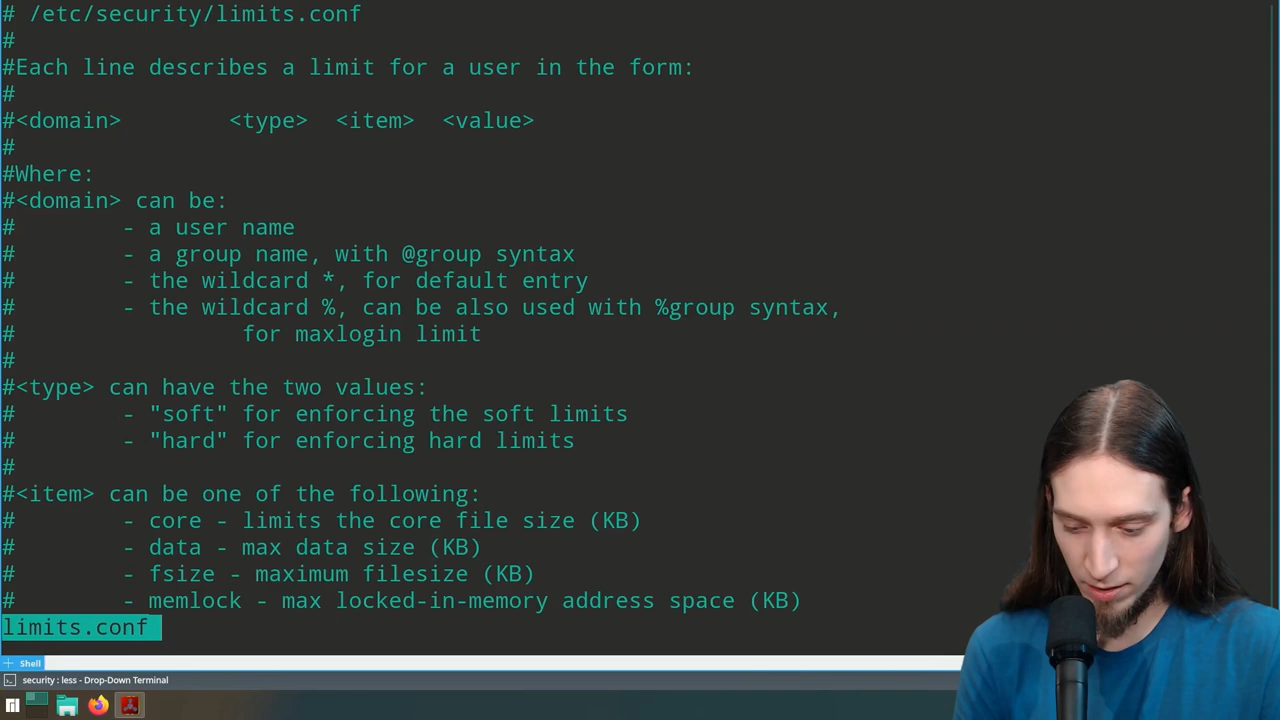 # /etc/security/limits.conf
#
#Each line describes a limit for a user in the form:
#
#<domain>        <type>  <item>  <value>
#
#Where:
#<domain> can be:
#        - a user name
#        - a group name, with @group syntax
#        - the wildcard *, for default entry
#        - the wildcard %, can be also used with %group syntax,
#                 for maxlogin limit
#
#<type> can have the two values:
#        - "soft" for enforcing the soft limits
#        - "hard" for enforcing hard limits
#
#<item> can be one of the following:
#        - core - limits the core file size (KB)
#        - data - max data size (KB)
#        - fsize - maximum filesize (KB)
#        - memlock - max locked-in-memory address space (KB)
limits.conf
Shell
security : less - Drop-Down Terminal